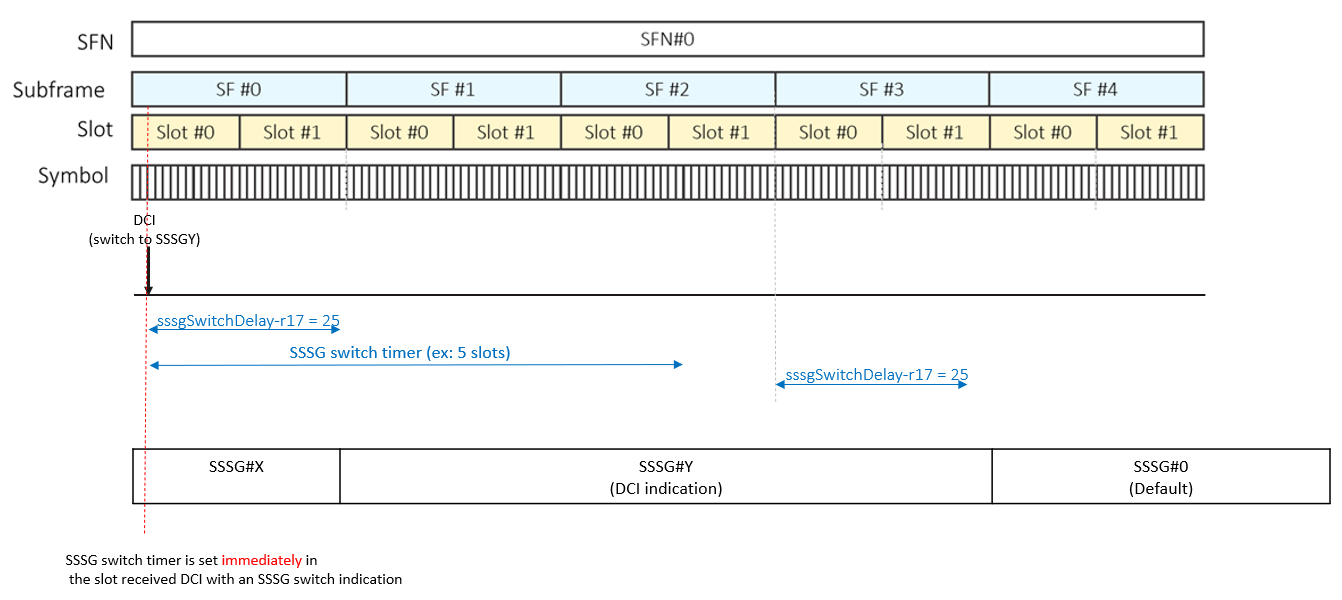 SFN
SFN#0
Subframe
SF #0
SF #1
SF #2
SF #3
SF #4
Slot
Slot #0
Slot #1
Slot #0
Slot #1
Slot #0
Slot #1
Slot #0
Slot #1
Slot #0
Slot #1
Symbol
DCI
(switch to SSSGY)
sssgSwitchDelay-r17 = 25
SSSG switch timer (ex: 5 slots)
sssgSwitchDelay-r17 = 25
SSSG#X
SSSG#Y
(DCI indication)
SSSG#0
(Default)
SSSG switch timer is set immediately in
the slot received DCI with an SSSG switch indication